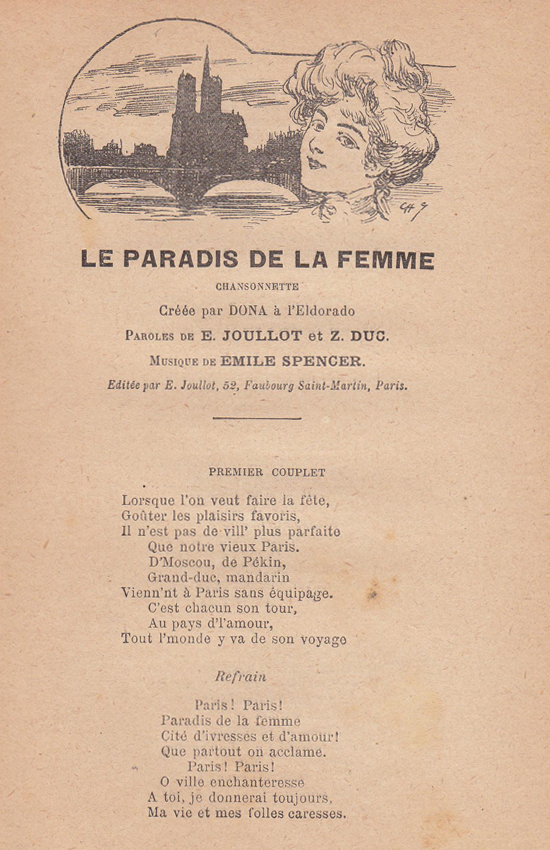 CH S
LE PARADIS DE LA FEMME
CHANSONNETTE
Créée par DONA à l'Eldorado
PAROLES DE E. JOULLOT et Z. DUC.
MUSIQUE DE EMILE SPENCER.
Editée par E. Joullot, 52, Faubourg Saint-Martin, Paris.
PREMIER COUPLET
Lorsque l'on veut faire la fête,
Goûter les plaisirs favoris,
Il n'est pas de vill' plus parfaite
Que notre vieux Paris.
D'Moscou, de Pékin,
Grand-duc, mandarin
Vienn'nt à Paris sans équipage.
C'est chacun son tour,
Au pays d'l'amour,
Tout l'monde y va de son voyage
Refrain
Paris! Paris!
Paradis de la femme
Cité d'ivresses et d'amour!
Que partout on acclame.
Paris! Paris!
O ville enchanteresse
A toi, je donnerai toujours,
Ma vie et mes folles caresses.